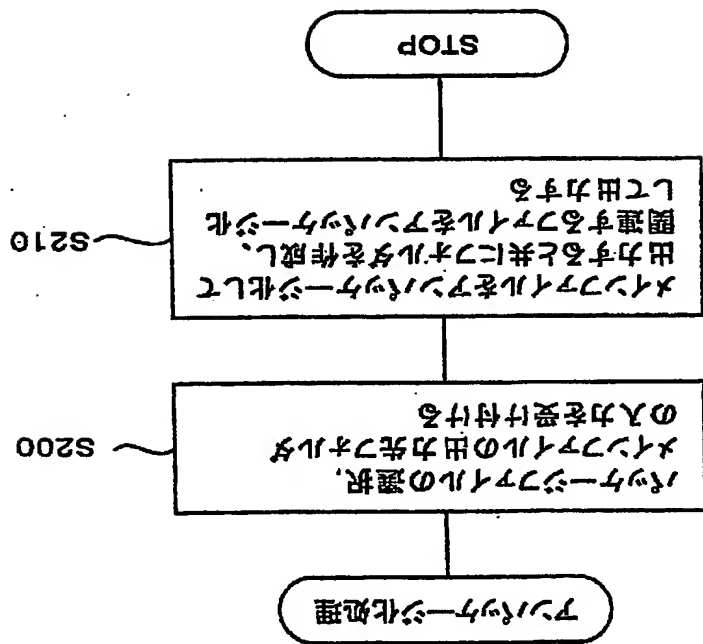 アンパッケージ化処理
パッケージファイルの選択,
メインファイルの出力先フォルダ
の入力を受け付ける
S200
メインファイルをアンパッケージ化して
出力すると共にフォルダを作成し、
関連するファイルをアンパッケージ化
して出力する
S210
STOP